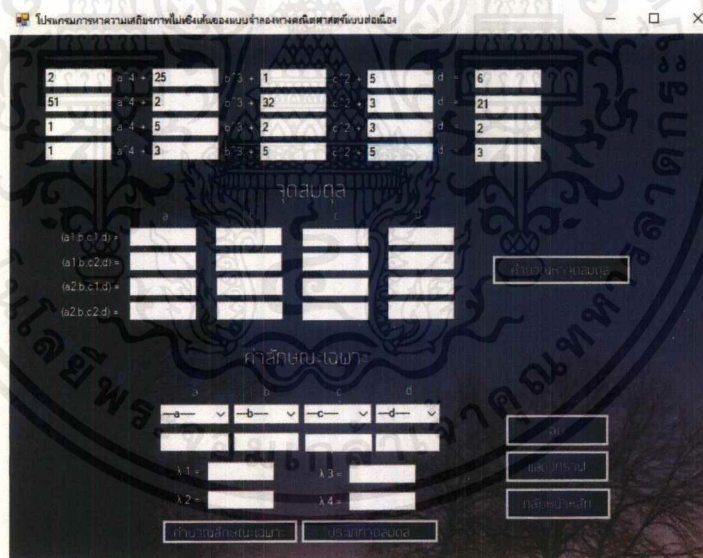 โปรแกรมการหาความเสถียรภาพไม่เชิงเส้นของแบบจำลองทางคณิตศาสตร์แบบต่อเนื่อง
2 a^4 + 25 b^3 + 1 c^2 + 5 d = 6
51 a^4 + 2 b^3 + 32 c^2 + 3 d = 21
1 a^4 + 5 b^3 + 2 c^2 + 3 d = 2
1 a^4 + 3 b^3 + 5 c^2 + 5 d = 3
จุดสมดุล
a b c d
(a1,b,c1,d) =
(a1,b,c2,d) =
(a2,b,c1,d) =
(a2,b,c2,d) =
คำนวณหาจุดสมดุล
ค่าลักษณะเฉพาะ
a b c d
---a---- ---b---- ---c---- ---d----
λ 1 = λ 3 =
λ 2 = λ 4 =
คำนวณลักษณะเฉพาะ ประเภทจุดสมดุล
ลบ
แสดงกราฟ
กลับหน้าหลัก